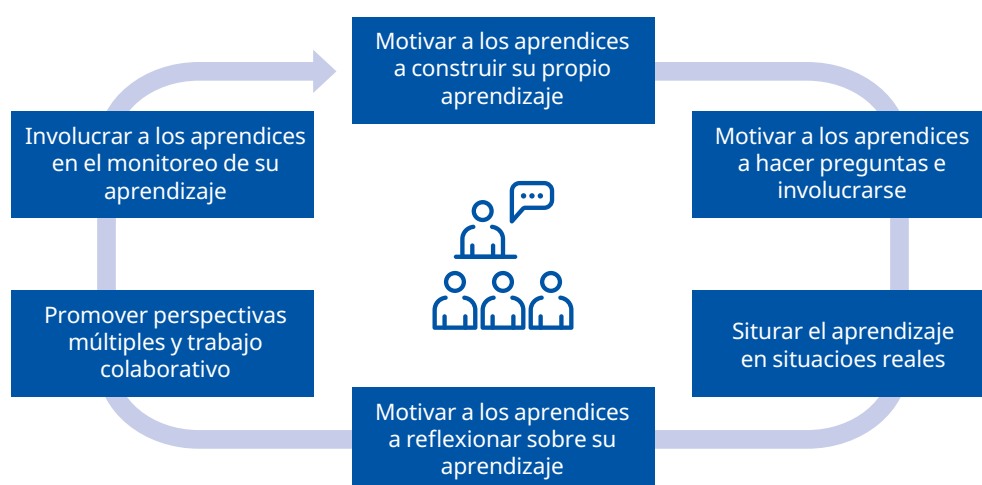 Motivar a los aprendices
a construir su propio
aprendizaje
Motivar a los aprendices
a hacer preguntas e
involucrarse
Siturar el aprendizaje
en situacioes reales
Motivar a los aprendices
a reflexionar sobre su
aprendizaje
Promover perspectivas
múltiples y trabajo
colaborativo
Involucrar a los aprendices
en el monitoreo de su
aprendizaje